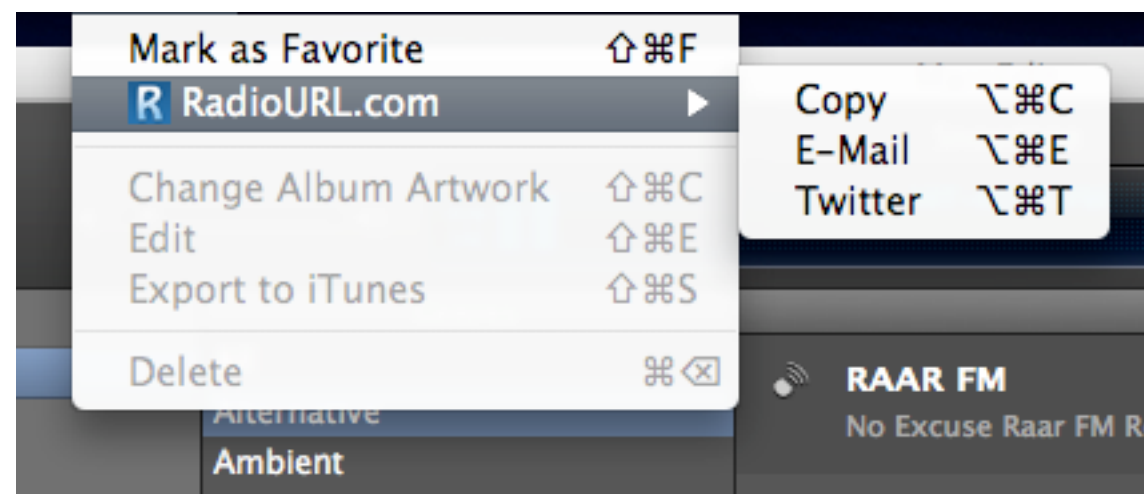 Mark as Favorite ⇧⌘F
R RadioURL.com ▶
Copy ⌥⌘C
E-Mail ⌥⌘E
Twitter ⌥⌘T
Change Album Artwork ⇧⌘C
Edit ⇧⌘E
Export to iTunes ⇧⌘S
Delete ⌘⌫
Alternative
Ambient
RAAR FM
No Excuse Raar FM R